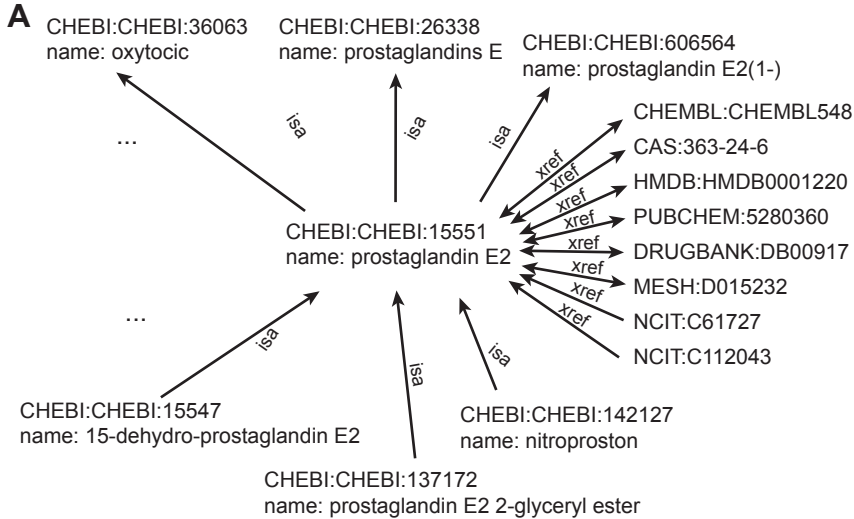 A
CHEBI:CHEBI:36063
name: oxytocic
CHEBI:CHEBI:26338
name: prostaglandins E
CHEBI:CHEBI:606564
name: prostaglandin E2(1-)
isa
isa
isa
...
CHEMBL:CHEMBL548
CAS:363-24-6
HMDB:HMDB0001220
PUBCHEM:5280360
DRUGBANK:DB00917
MESH:D015232
NCIT:C61727
NCIT:C112043
xref
xref
xref
xref
xref
xref
xref
xref
CHEBI:CHEBI:15551
name: prostaglandin E2
...
isa
isa
isa
CHEBI:CHEBI:15547
name: 15-dehydro-prostaglandin E2
CHEBI:CHEBI:142127
name: nitroproston
CHEBI:CHEBI:137172
name: prostaglandin E2 2-glyceryl ester